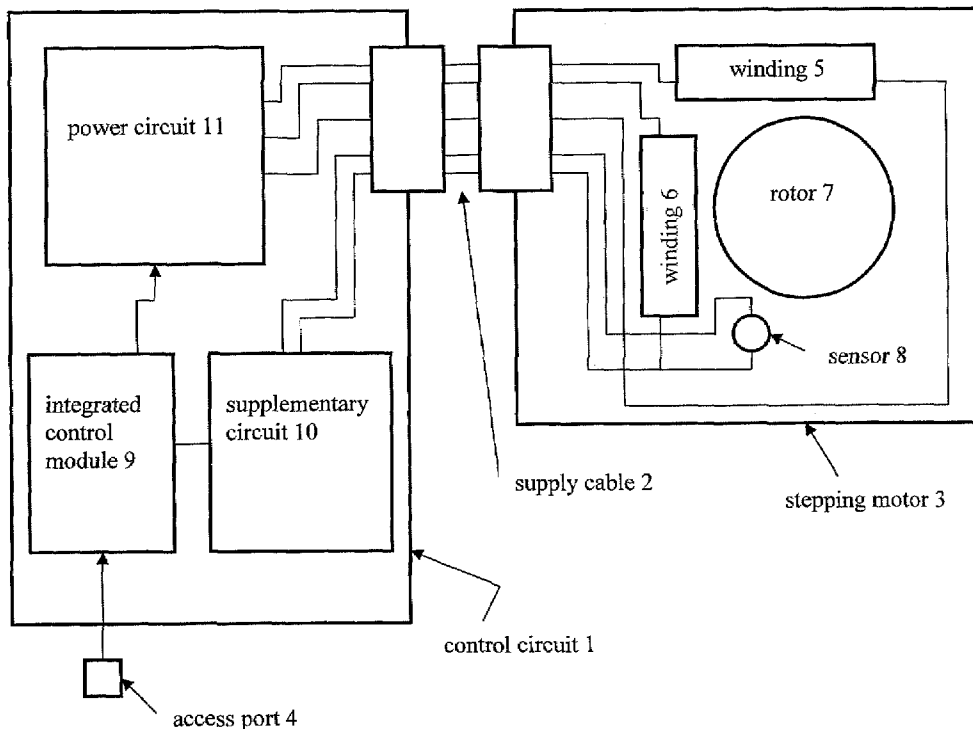 power circuit 11
winding 5
rotor 7
winding 6
sensor 8
integrated
control
module 9
supplementary
circuit 10
supply cable 2
stepping motor 3
control circuit 1
access port 4